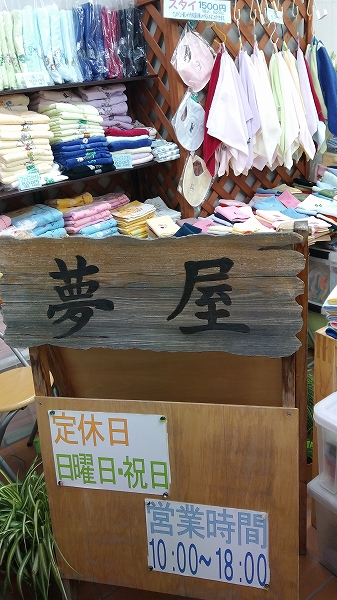 スタイ 1500円
夢屋
定休日
日曜日・祝日
営業時間
10:00～18:00